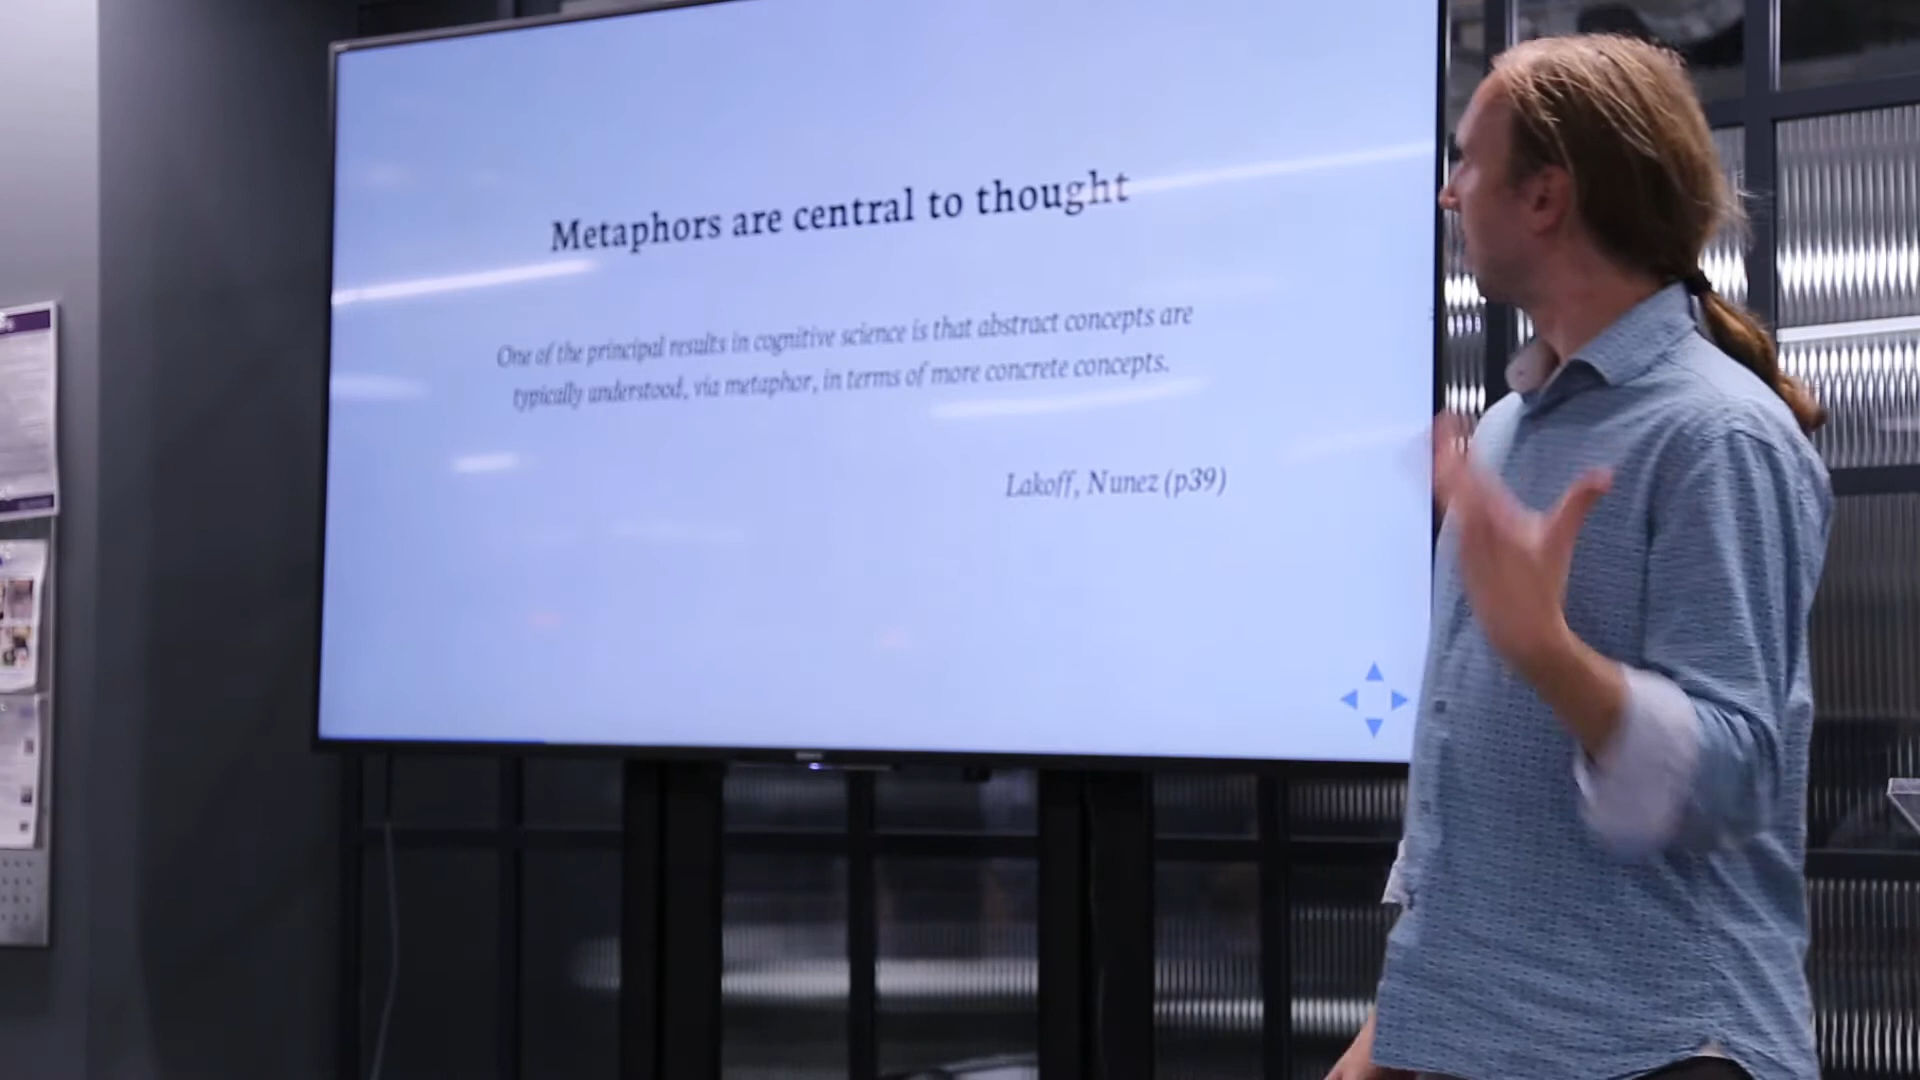 Metaphors are central to thought
One of the principal results in cognitive science is that abstract concepts are
typically understood, via metaphor, in terms of more concrete concepts.
Lakoff, Nunez (p39)